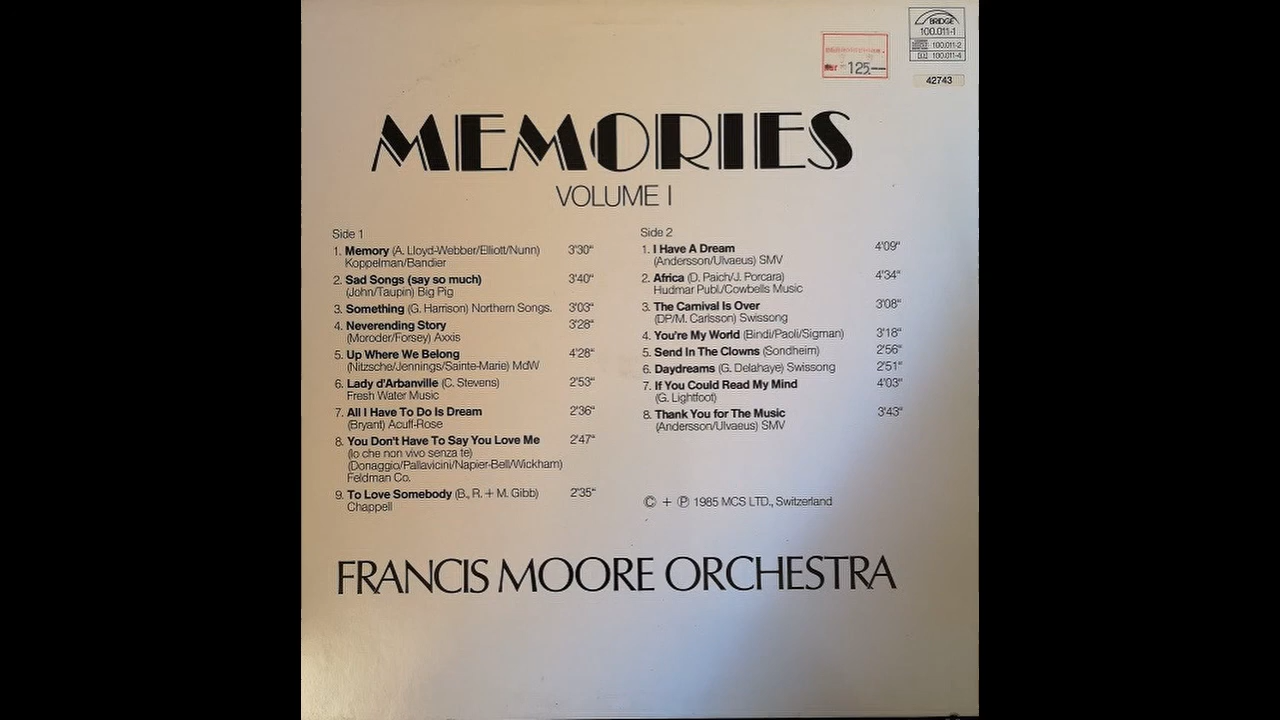 BRIDGE
100.011-1
100.011-2
100.011-4
125.—
42743
MEMORIES
VOLUME I
Side 1
1. Memory (A. Lloyd-Webber/Elliott/Nunn) 3'30"
Koppelman/Bandier
2. Sad Songs (say so much) 3'40"
(John/Taupin) Big Pig
3. Something (G. Harrison) Northern Songs. 3'03"
4. Neverending Story 3'28"
(Moroder/Forsey) Axxis
5. Up Where We Belong 4'28"
(Nitzsche/Jennings/Sainte-Marie) MdW
6. Lady d'Arbanville (C. Stevens) 2'53"
Fresh Water Music
7. All I Have To Do Is Dream 2'36"
(Bryant) Acuff-Rose
8. You Don't Have To Say You Love Me 2'47"
(Io che non vivo senza te)
(Donaggio/Pallavicini/Napier-Bell/Wickham)
Feldman Co.
9. To Love Somebody (B., R. + M. Gibb) 2'35"
Chappell
Side 2
1. I Have A Dream 4'09"
(Andersson/Ulvaeus) SMV
2. Africa (D. Paich/J. Porcara) 4'34"
Hudmar Publ./Cowbells Music
3. The Carnival Is Over 3'08"
(DP/M. Carlsson) Swissong
4. You're My World (Bindi/Paoli/Sigman) 3'18"
5. Send In The Clowns (Sondheim) 2'56"
6. Daydreams (G. Delahaye) Swissong 2'51"
7. If You Could Read My Mind 4'03"
(G. Lightfoot)
8. Thank You for The Music 3'43"
(Andersson/Ulvaeus) SMV
© + ℗ 1985 MCS LTD., Switzerland
FRANCIS MOORE ORCHESTRA